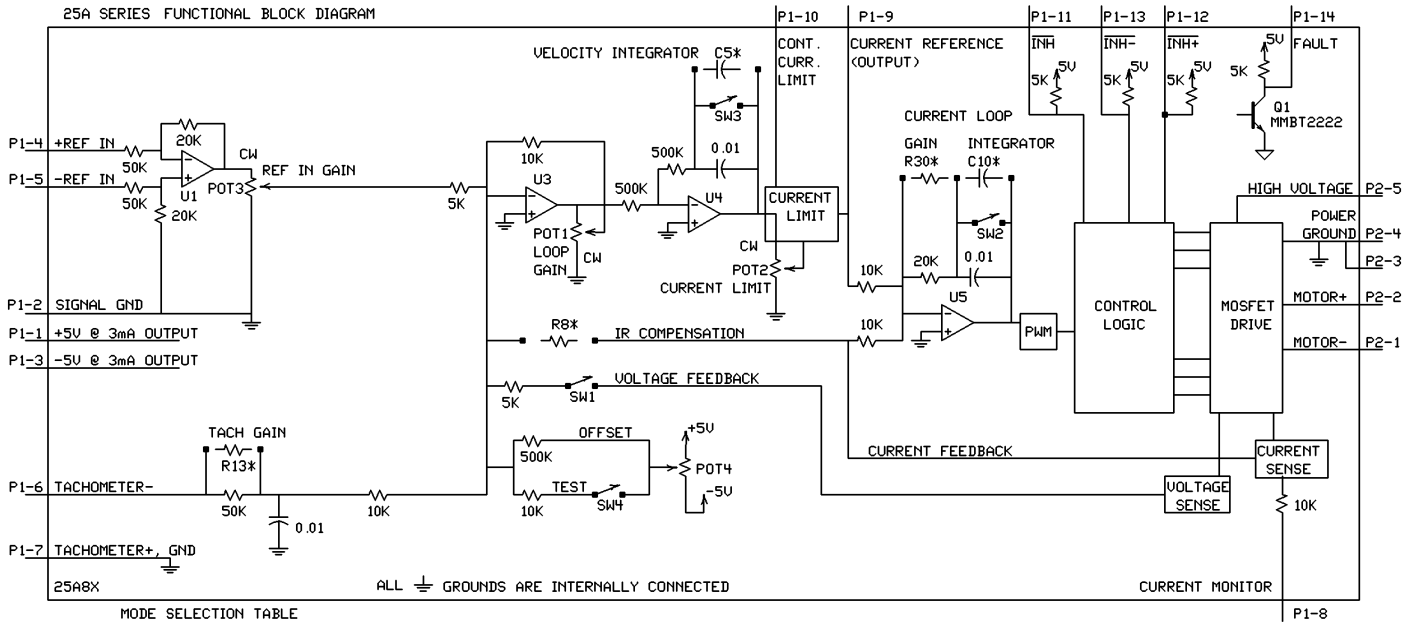 25A SERIES FUNCTIONAL BLOCK DIAGRAM
P1-10
P1-9
P1-11
P1-13
P1-12
P1-14
VELOCITY INTEGRATOR
C5*
CONT.
CURR.
LIMIT
CURRENT REFERENCE
(OUTPUT)
INH
INH-
INH+
FAULT
5V
5K
5V
5K
5V
5K
5V
5K
SW3
Q1
MMBT2222
CURRENT LOOP
GAIN
INTEGRATOR
R30*
C10*
P1-4
+REF IN
20K
50K
CW
P1-5
-REF IN
50K
20K
U1
POT3
REF IN GAIN
5K
10K
U3
500K
500K
0.01
U4
CURRENT
LIMIT
HIGH VOLTAGE
P2-5
POWER
GROUND
P2-4
P2-3
POT1
LOOP
GAIN
CW
CW
POT2
CURRENT LIMIT
SW2
20K
0.01
10K
U5
P1-2
SIGNAL GND
P1-1
+5V @ 3mA OUTPUT
P1-3
-5V @ 3mA OUTPUT
R8*
IR COMPENSATION
10K
PWM
CONTROL
LOGIC
MOSFET
DRIVE
MOTOR+
P2-2
MOTOR-
P2-1
5K
SW1
VOLTAGE FEEDBACK
TACH GAIN
R13*
OFFSET
500K
+5V
POT4
-5V
CURRENT FEEDBACK
CURRENT
SENSE
P1-6
TACHOMETER-
50K
0.01
10K
TEST
10K
SW4
VOLTAGE
SENSE
10K
P1-7
TACHOMETER+, GND
25A8X
ALL
GROUNDS ARE INTERNALLY CONNECTED
CURRENT MONITOR
P1-8
MODE SELECTION TABLE